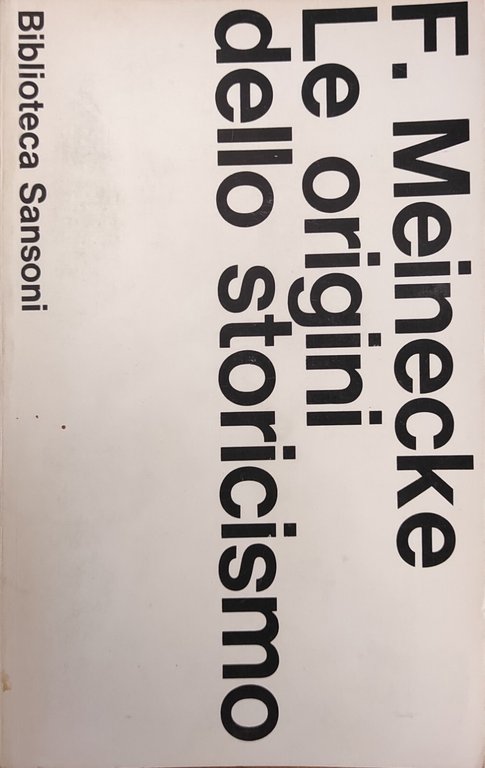 F. Meinecke
Le origini
dello storicismo
Biblioteca Sansoni